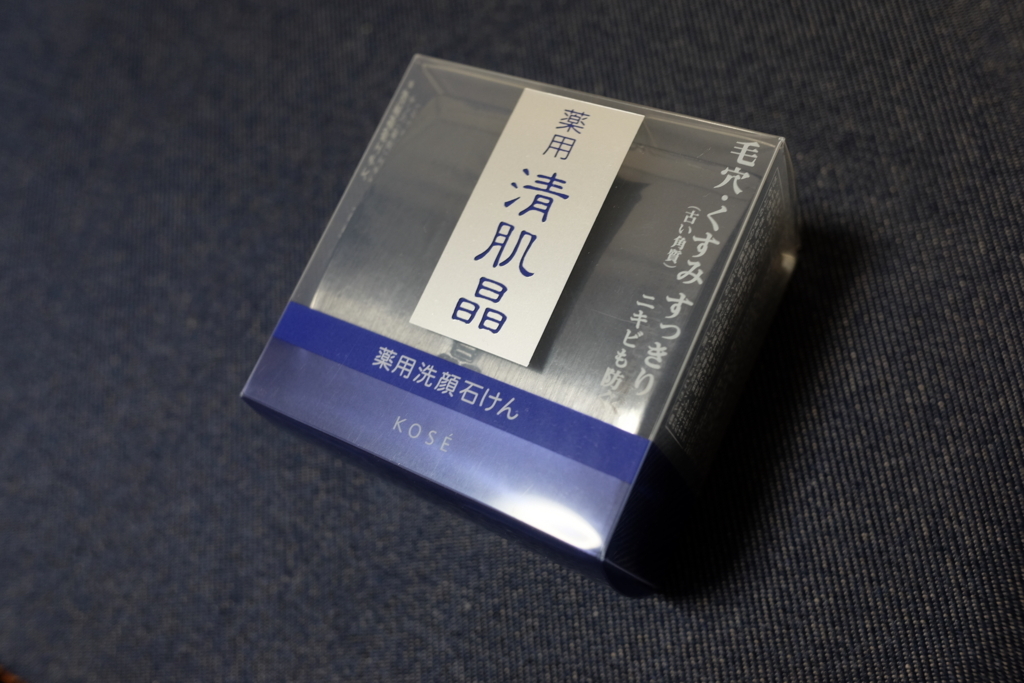 薬用 清肌晶
毛穴・くすみ すっきり
(古い角質)
ニキビも防ぐ
薬用洗顔石けん
KOSÉ